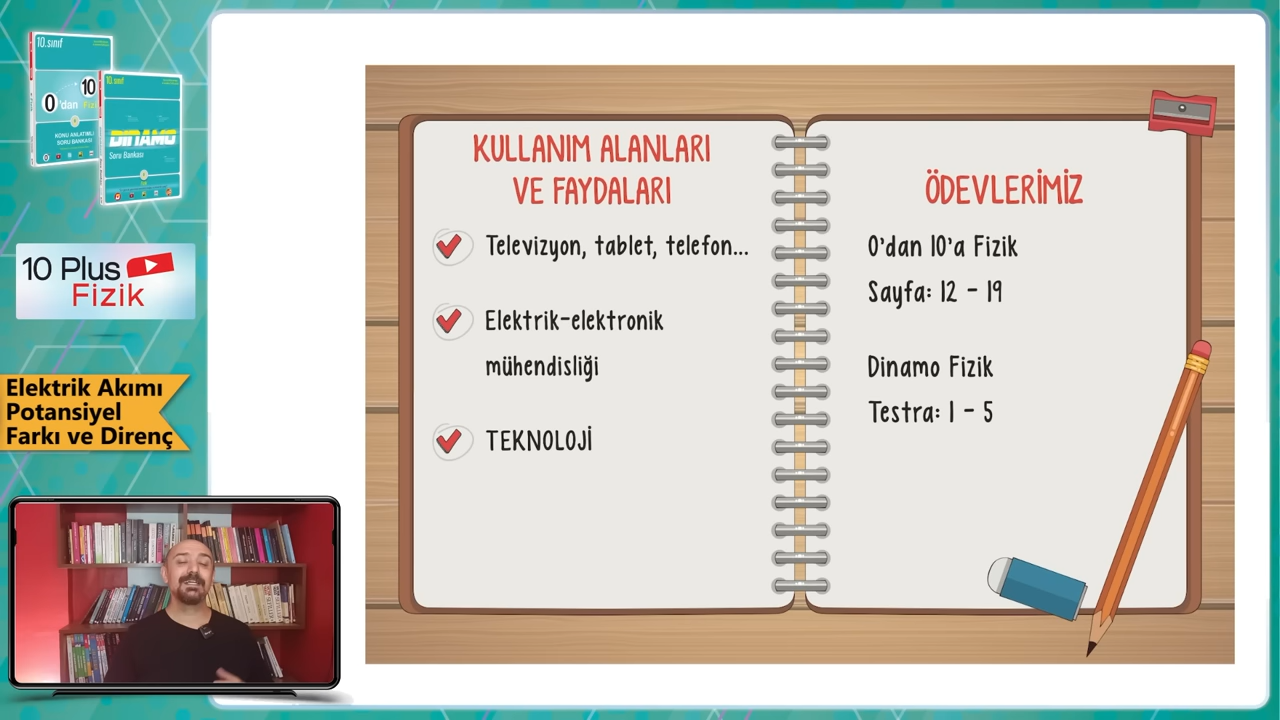 10.sınıf
0'dan 10
Fizik
KONU ANLATIMLI
SORU BANKASI
10.sınıf
DİNAMO
Soru Bankası
10 Plus
Fizik
Elektrik Akımı
Potansiyel
Farkı ve Direnç
KULLANIM ALANLARI
VE FAYDALARI
Televizyon, tablet, telefon...
Elektrik-elektronik
mühendisliği
TEKNOLOJİ
ÖDEVLERİMİZ
0'dan 10'a Fizik
Sayfa: 12 - 19
Dinamo Fizik
Testra: 1 - 5